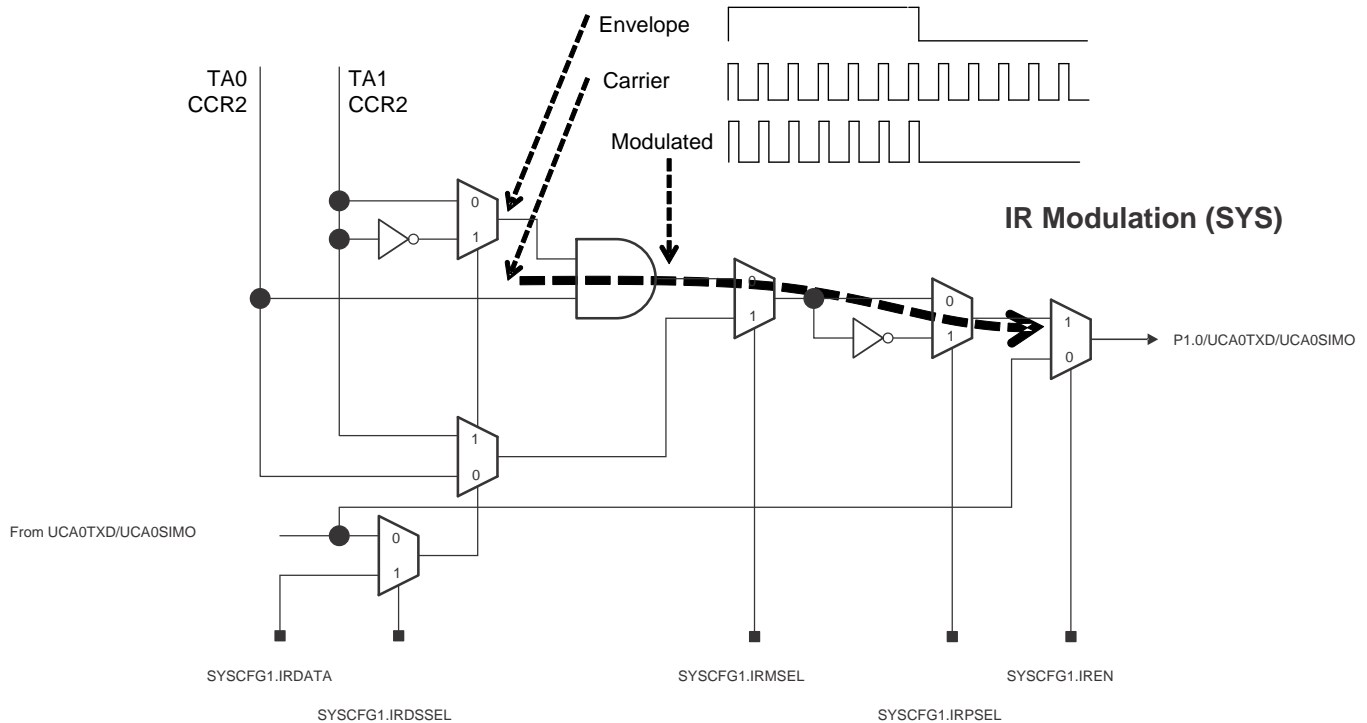 Envelope
TA0
CCR2
TA1
CCR2
Carrier
Modulated
IR Modulation (SYS)
0
1
0
1
0
1
1
0
P1.0/UCA0TXD/UCA0SIMO
1
0
From UCA0TXD/UCA0SIMO
0
1
SYSCFG1.IRDATA
SYSCFG1.IRMSEL
SYSCFG1.IREN
SYSCFG1.IRDSSEL
SYSCFG1.IRPSEL